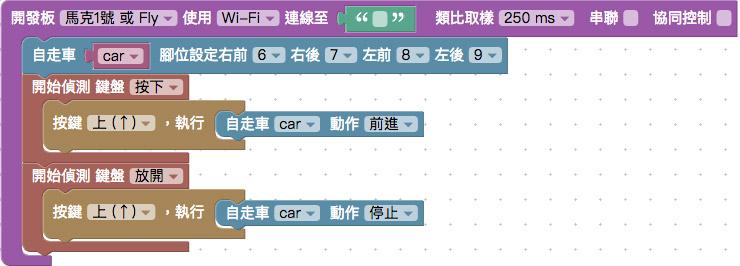 開發板 馬克1號 或 Fly 使用 Wi-Fi 連線至 “ ” 類比取樣 250 ms 串聯 協同控制
自走車 car 腳位設定右前 6 右後 7 左前 8 左後 9
開始偵測 鍵盤 按下
按鍵 上 (↑) ，執行 自走車 car 動作 前進
開始偵測 鍵盤 放開
按鍵 上 (↑) ，執行 自走車 car 動作 停止